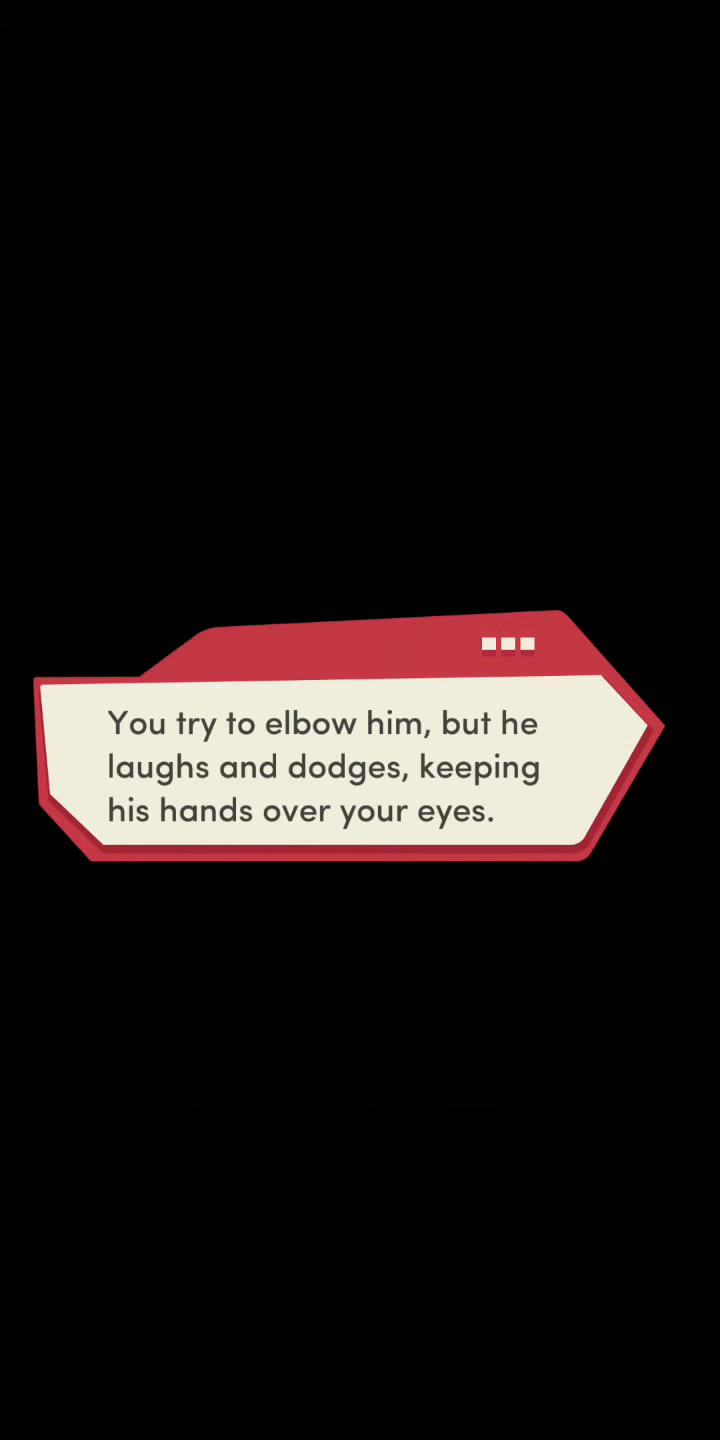 You try to elbow him, but he
laughs and dodges, keeping
his hands over your eyes.